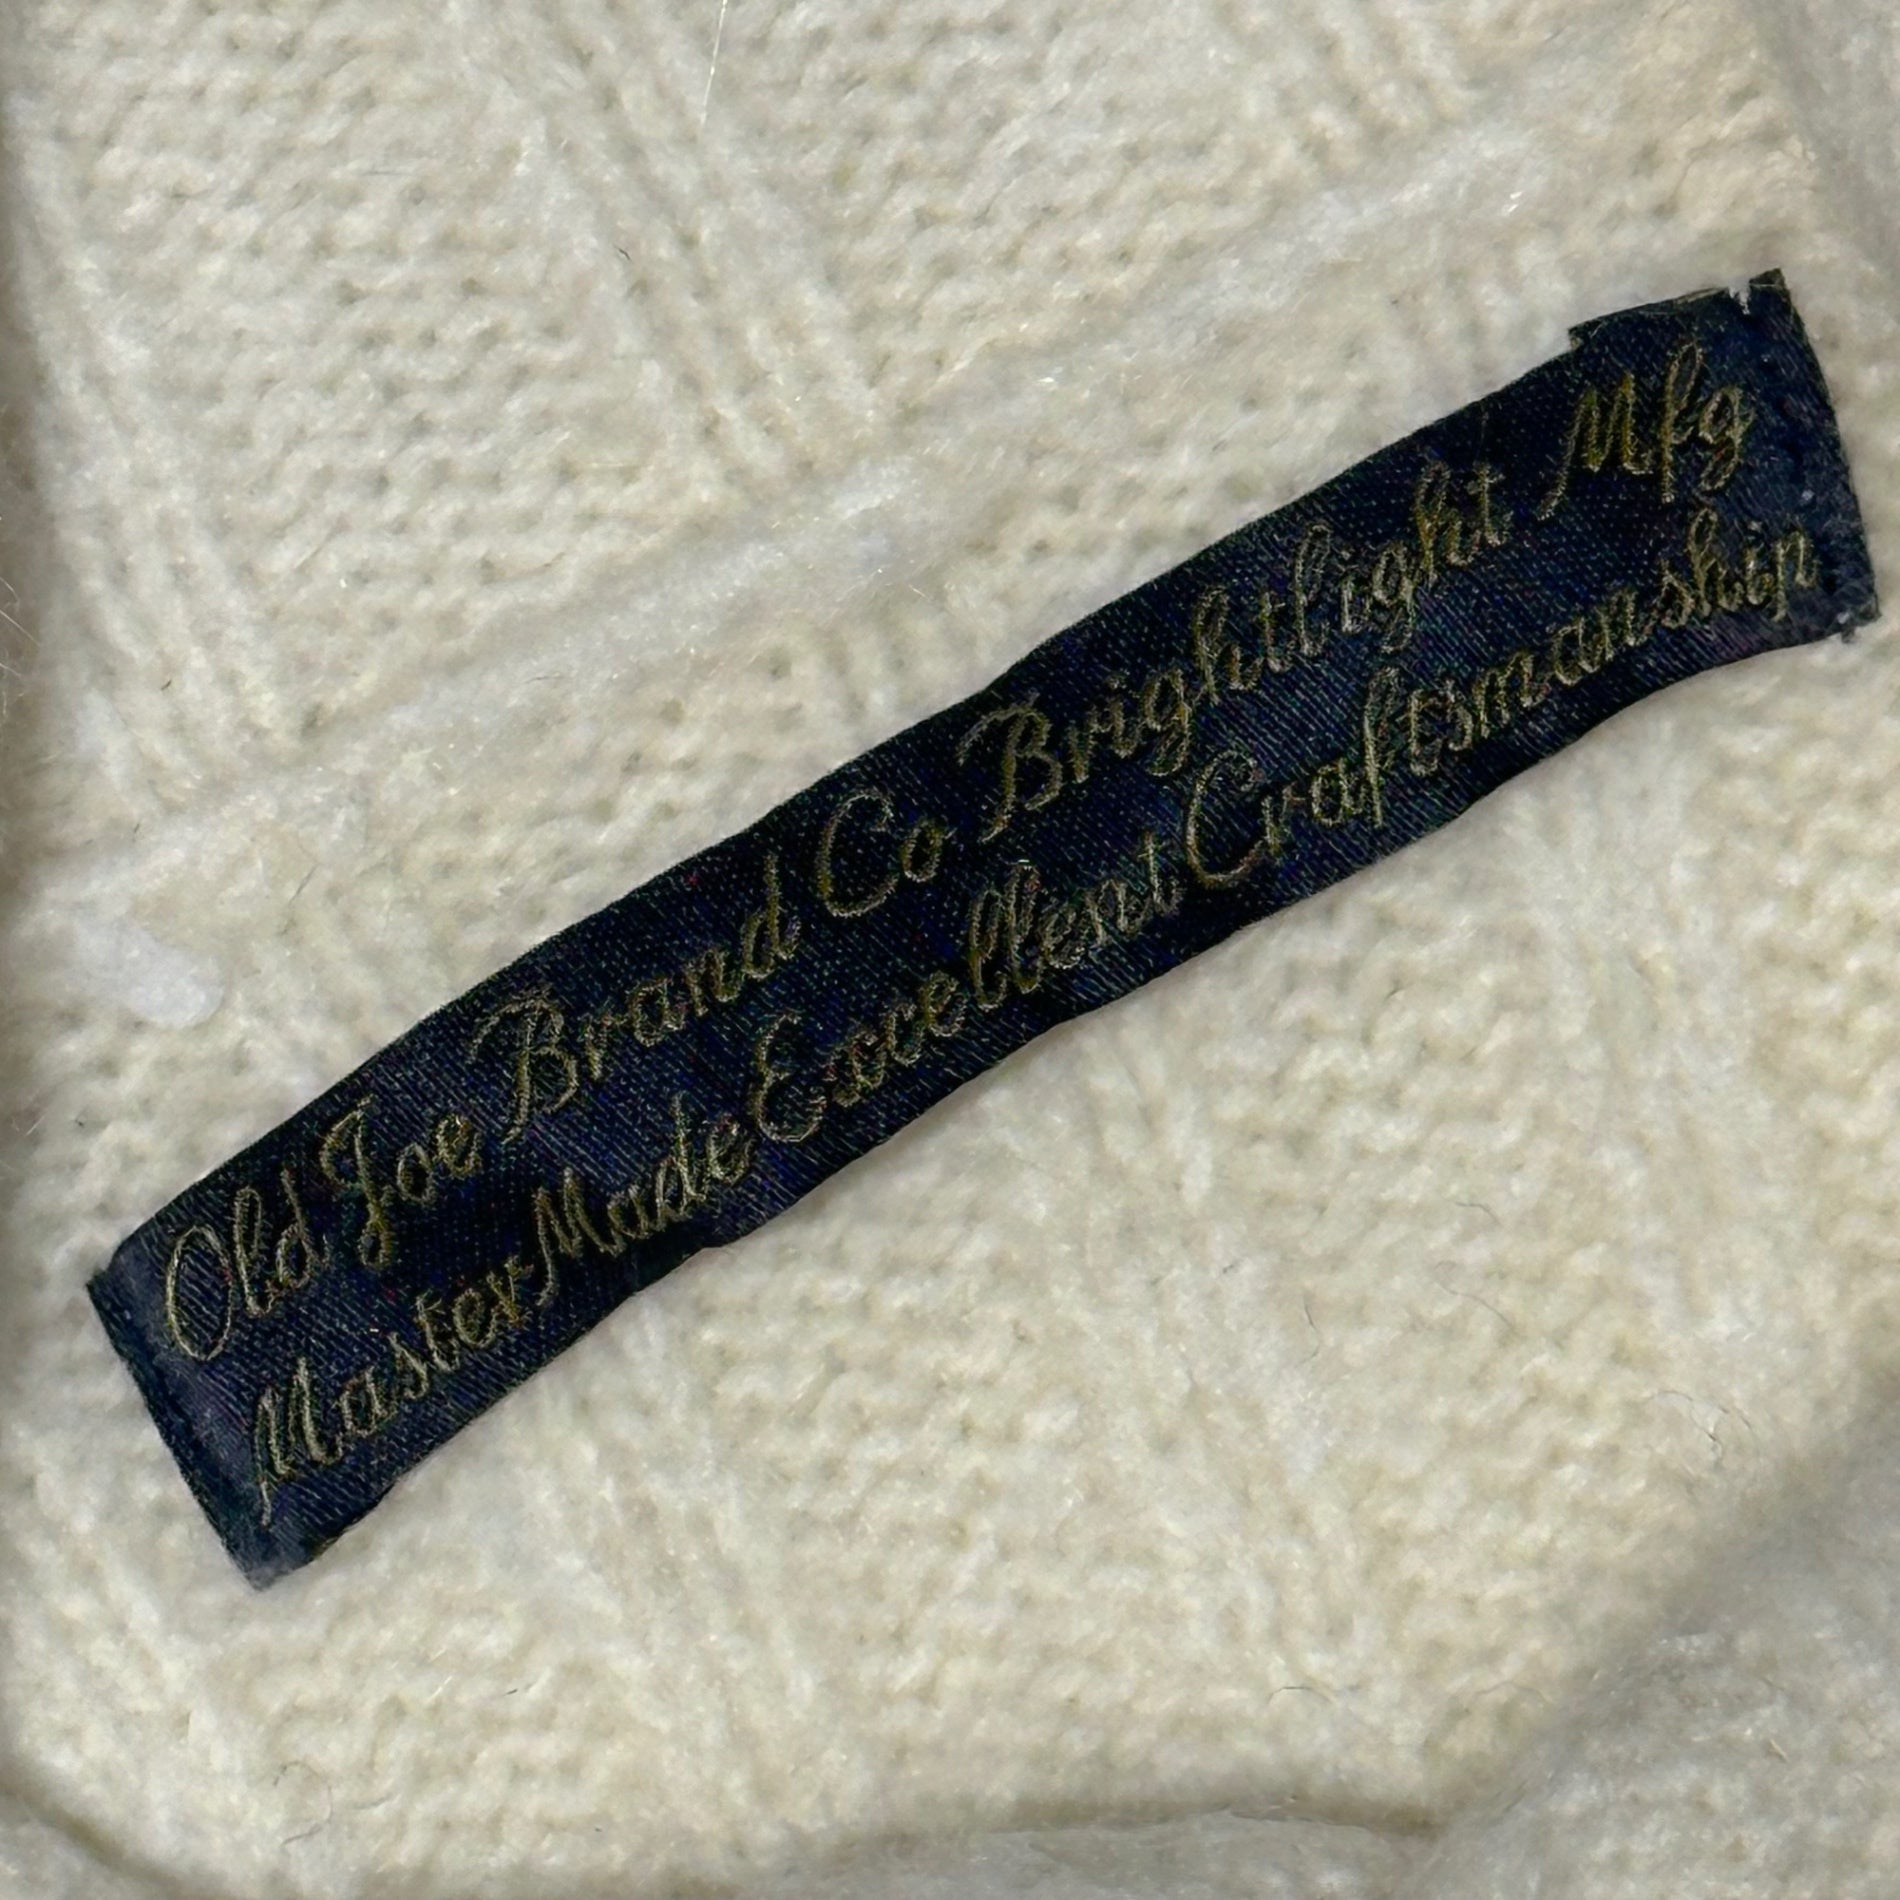 Old Joe Brand Co Brightlight Mfg
Master Made Excellent Craftsmanship